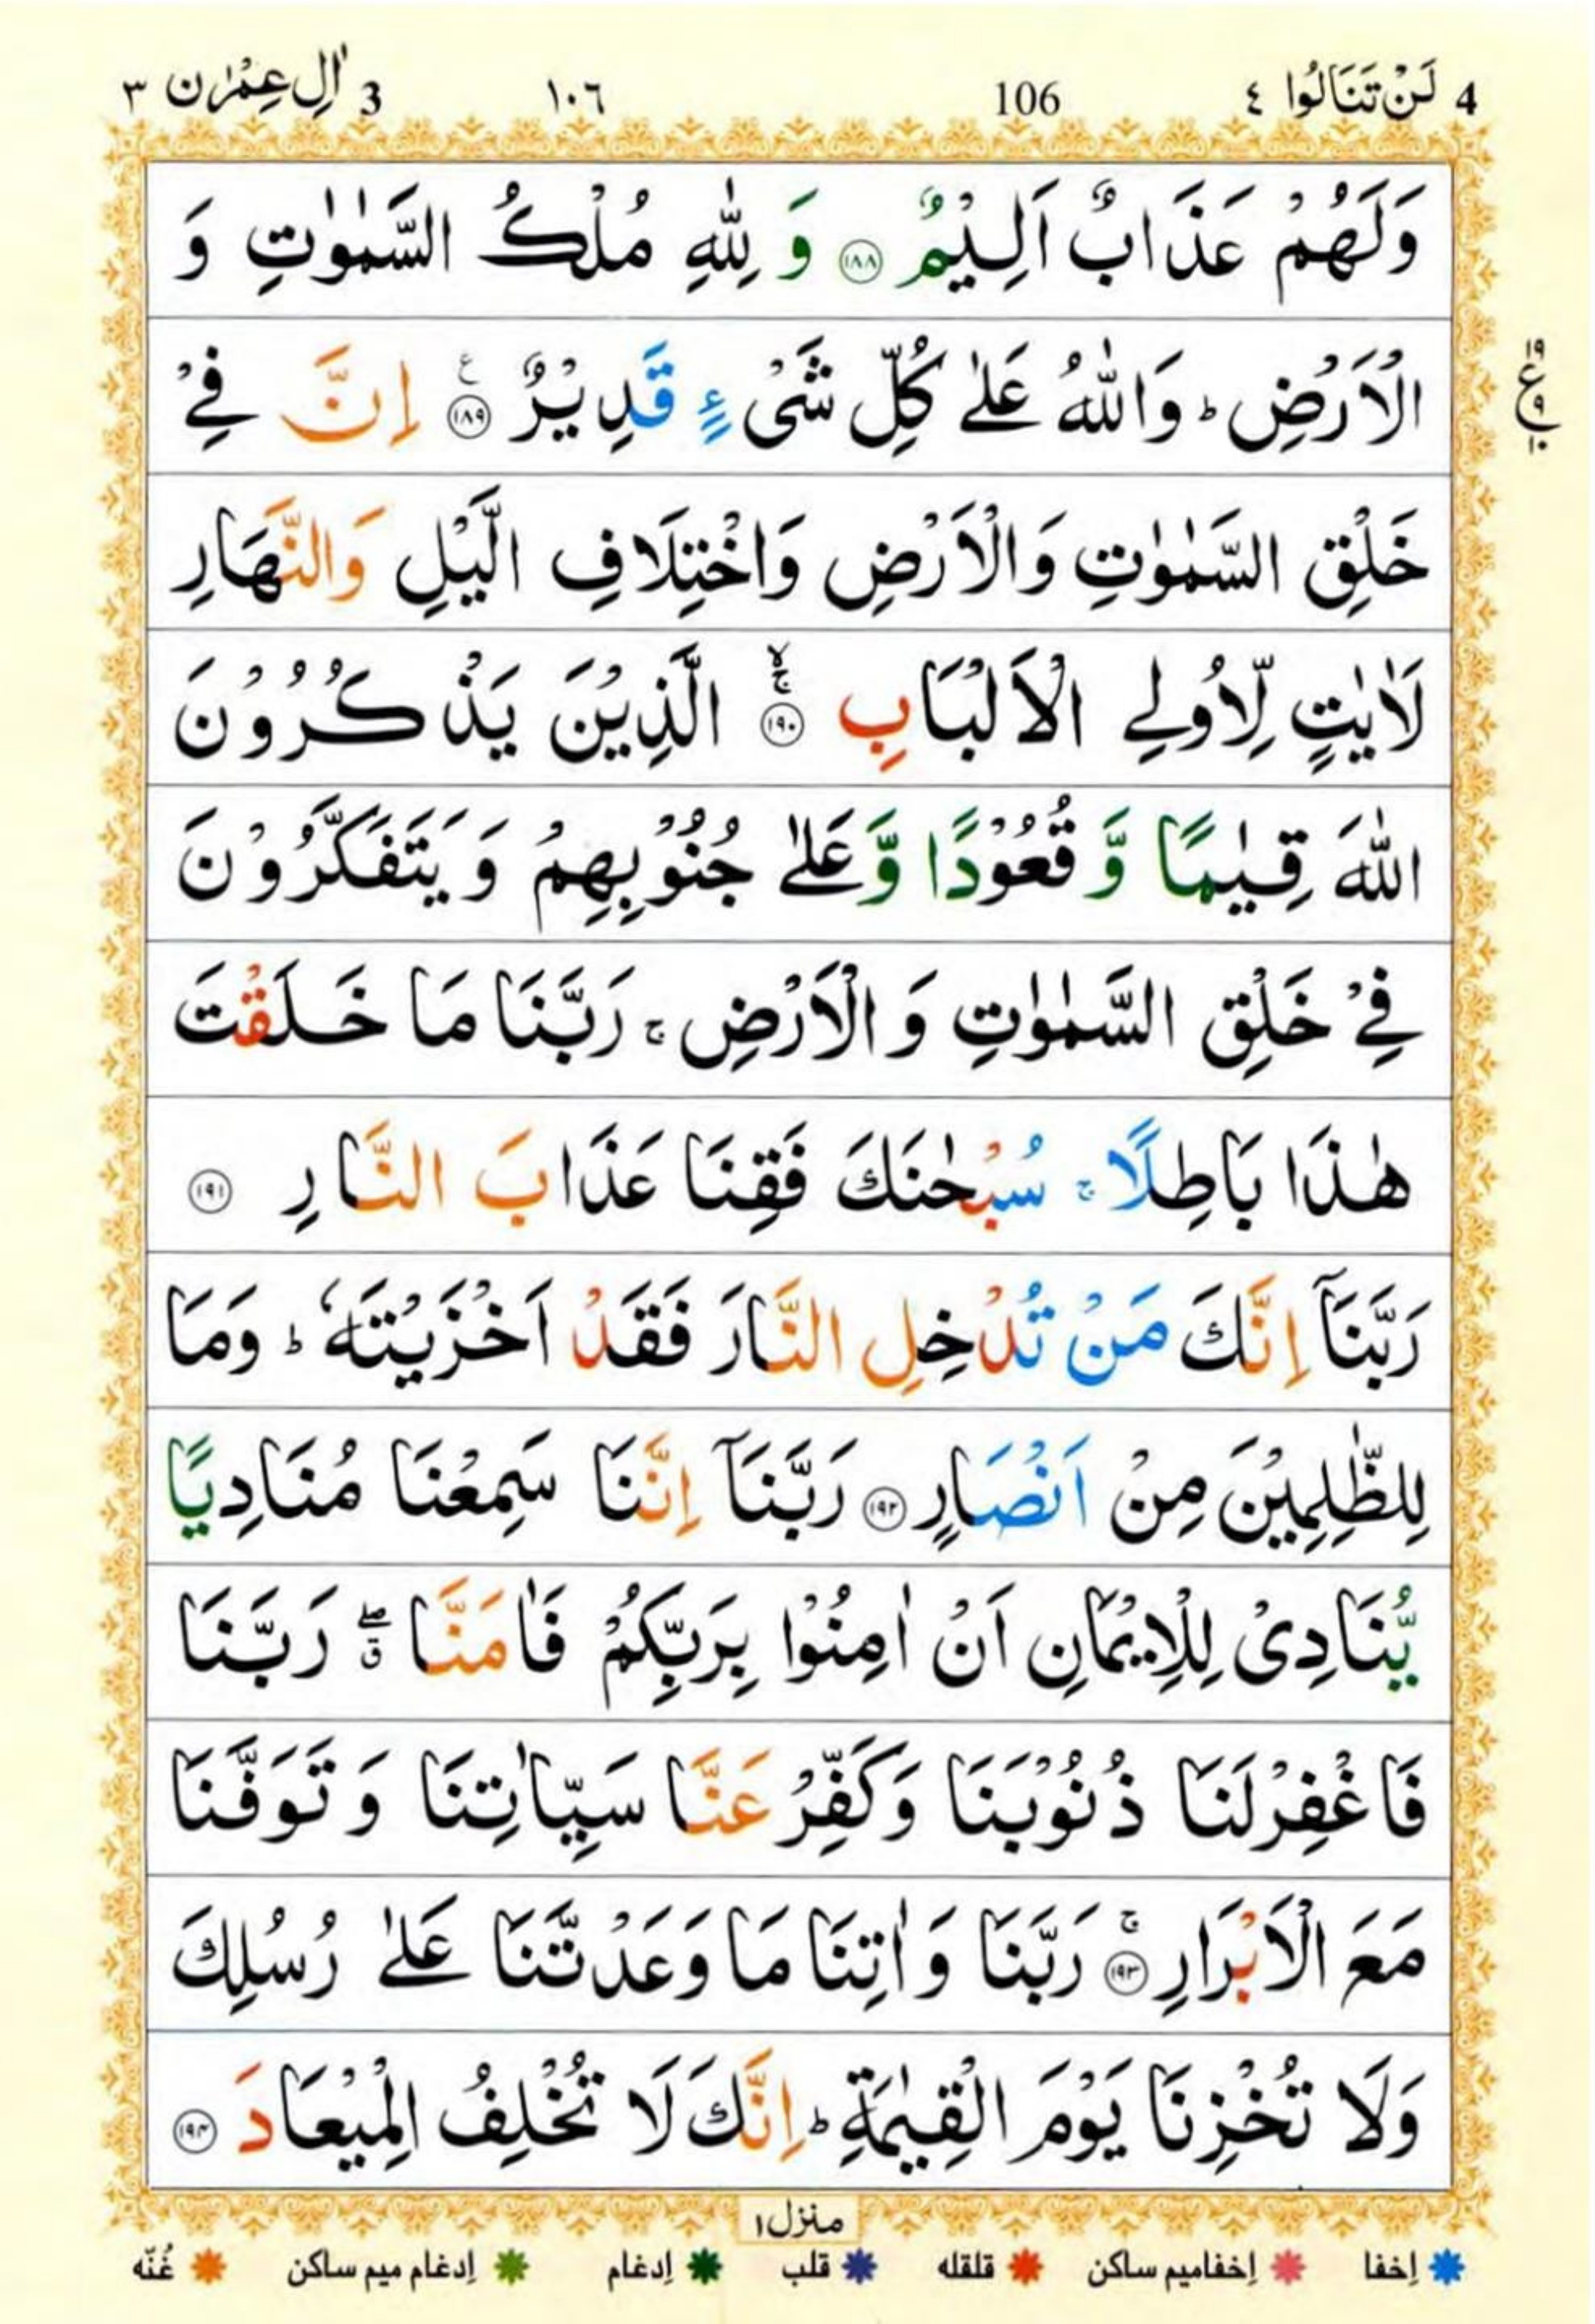 4 لَنْ تَنَالُوا ٤ 106 ١٠٦ 3 اٰلِ عِمْرٰن ٣
وَلَهُمْ عَذَابٌ اَلِيْمٌ ۝١٨٨ وَ لِلّٰهِ مُلْكُ السَّمٰوٰتِ وَ
الْاَرْضِ ؕ وَاللّٰهُ عَلٰى كُلِّ شَیْءٍ قَدِيْرٌ ۝١٨٩ ع اِنَّ فِیْ
١٩ ع ٩ ١٠
خَلْقِ السَّمٰوٰتِ وَالْاَرْضِ وَاخْتِلَافِ الَّيْلِ وَالنَّهَارِ
لَاٰيٰتٍ لِّاُولِی الْاَلْبَابِ ۝١٩٠ ۚۙ الَّذِيْنَ يَذْكُرُوْنَ
اللّٰهَ قِيٰمًا وَّ قُعُوْدًا وَّ عَلٰى جُنُوْبِهِمْ وَ يَتَفَكَّرُوْنَ
فِیْ خَلْقِ السَّمٰوٰتِ وَ الْاَرْضِ ۚ رَبَّنَا مَا خَلَقْتَ
هٰذَا بَاطِلًا ۚ سُبْحٰنَكَ فَقِنَا عَذَابَ النَّارِ ۝١٩١
رَبَّنَاۤ اِنَّكَ مَنْ تُدْخِلِ النَّارَ فَقَدْ اَخْزَيْتَهٗ ؕ وَمَا
لِلظّٰلِمِيْنَ مِنْ اَنْصَارٍ ۝١٩٢ رَبَّنَاۤ اِنَّنَا سَمِعْنَا مُنَادِيًا
يُّنَادِیْ لِلْاِيْمَانِ اَنْ اٰمِنُوْا بِرَبِّكُمْ فَاٰمَنَّا ۖۗ رَبَّنَا
فَاغْفِرْلَنَا ذُنُوْبَنَا وَكَفِّرْ عَنَّا سَيِّاٰتِنَا وَ تَوَفَّنَا
مَعَ الْاَبْرَارِ ۝١٩٣ ۚ رَبَّنَا وَ اٰتِنَا مَا وَعَدْتَّنَا عَلٰى رُسُلِكَ
وَلَا تُخْزِنَا يَوْمَ الْقِيٰمَةِ ؕ اِنَّكَ لَا تُخْلِفُ الْمِيْعَادَ ۝١٩٤
منزل ١
إخفا إخفاميم ساكن قلقله قلب إدغام إدغام ميم ساكن غُنّه